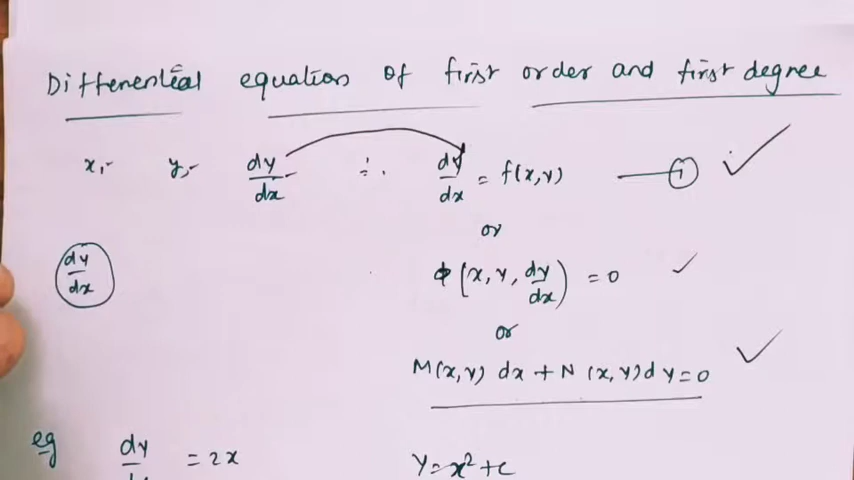 Differential equation of first order and first degree
x,- y,- dy/dx - ∴ dy/dx = f(x,y) — 1
or
dy/dx φ(x, y, dy/dx) = 0
or
M(x,y) dx + N (x,y) dy = 0
eg dy/dx = 2x y = x² + c